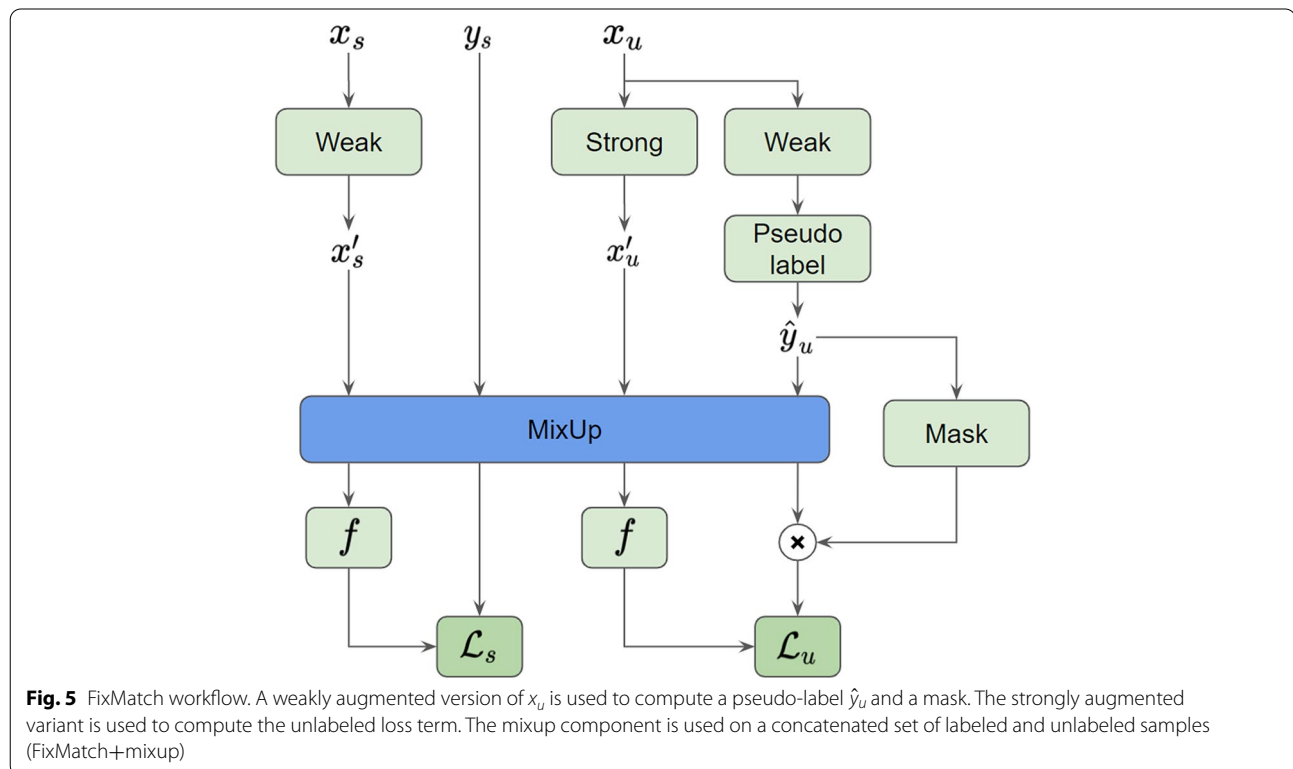 x_s y_s x_u
Weak Strong Weak
Pseudo
label
x'_s x'_u
ŷ_u
MixUp Mask
f f ×
ℒ_s ℒ_u
Fig. 5 FixMatch workflow. A weakly augmented version of x_u is used to compute a pseudo-label ŷ_u and a mask. The strongly augmented
variant is used to compute the unlabeled loss term. The mixup component is used on a concatenated set of labeled and unlabeled samples
(FixMatch+mixup)